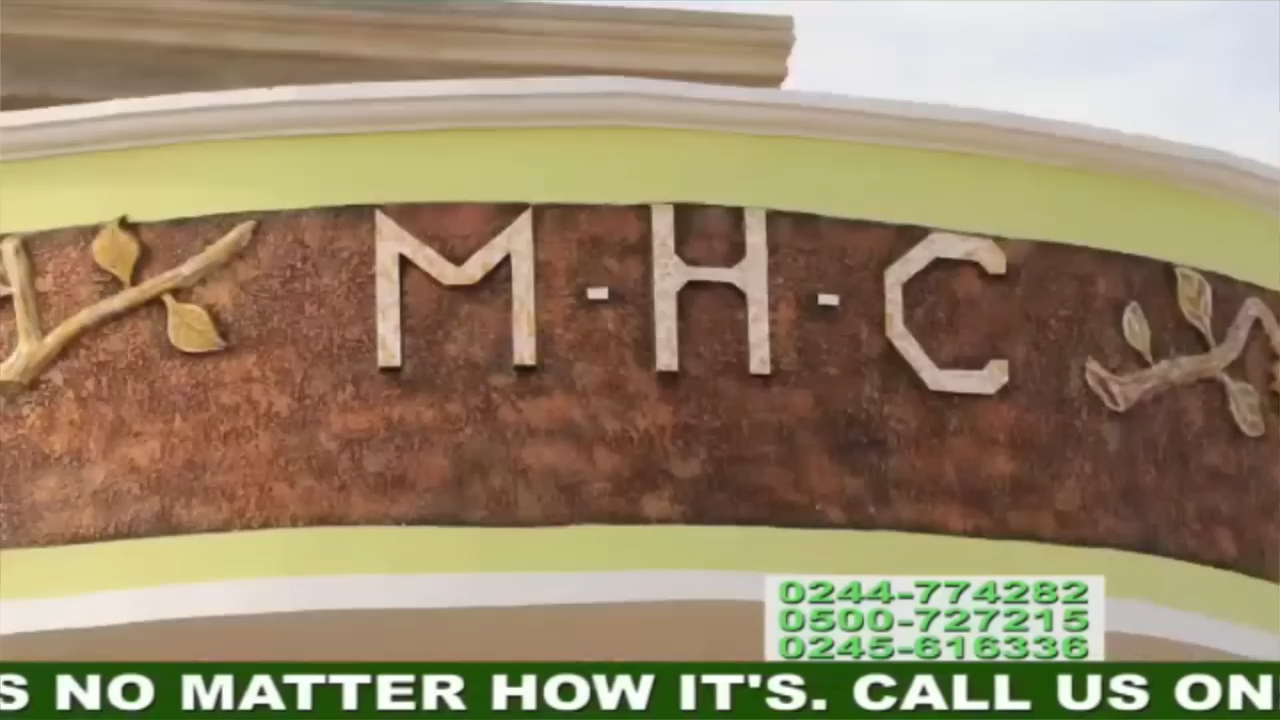 M-H-C
0244-774282
0500-727215
0245-616336
S NO MATTER HOW IT'S. CALL US ON